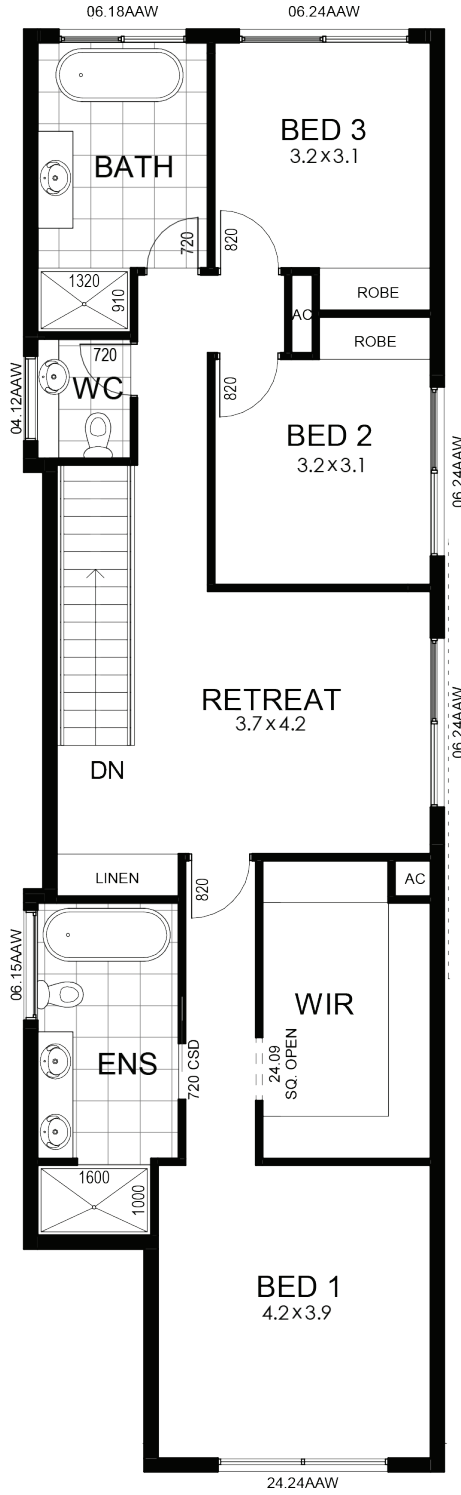 06.18AAW
06.24AAW
BED 3
3.2x3.1
BATH
720
820
1320
910
ROBE
AC
ROBE
720
WC
04.12AAW
820
BED 2
3.2x3.1
06.24AAW
RETREAT
3.7x4.2
06.24AAW
DN
LINEN
820
AC
06.15AAW
WIR
ENS
720 CSD
24.09
SQ. OPEN
1600
1000
BED 1
4.2x3.9
24.24AAW